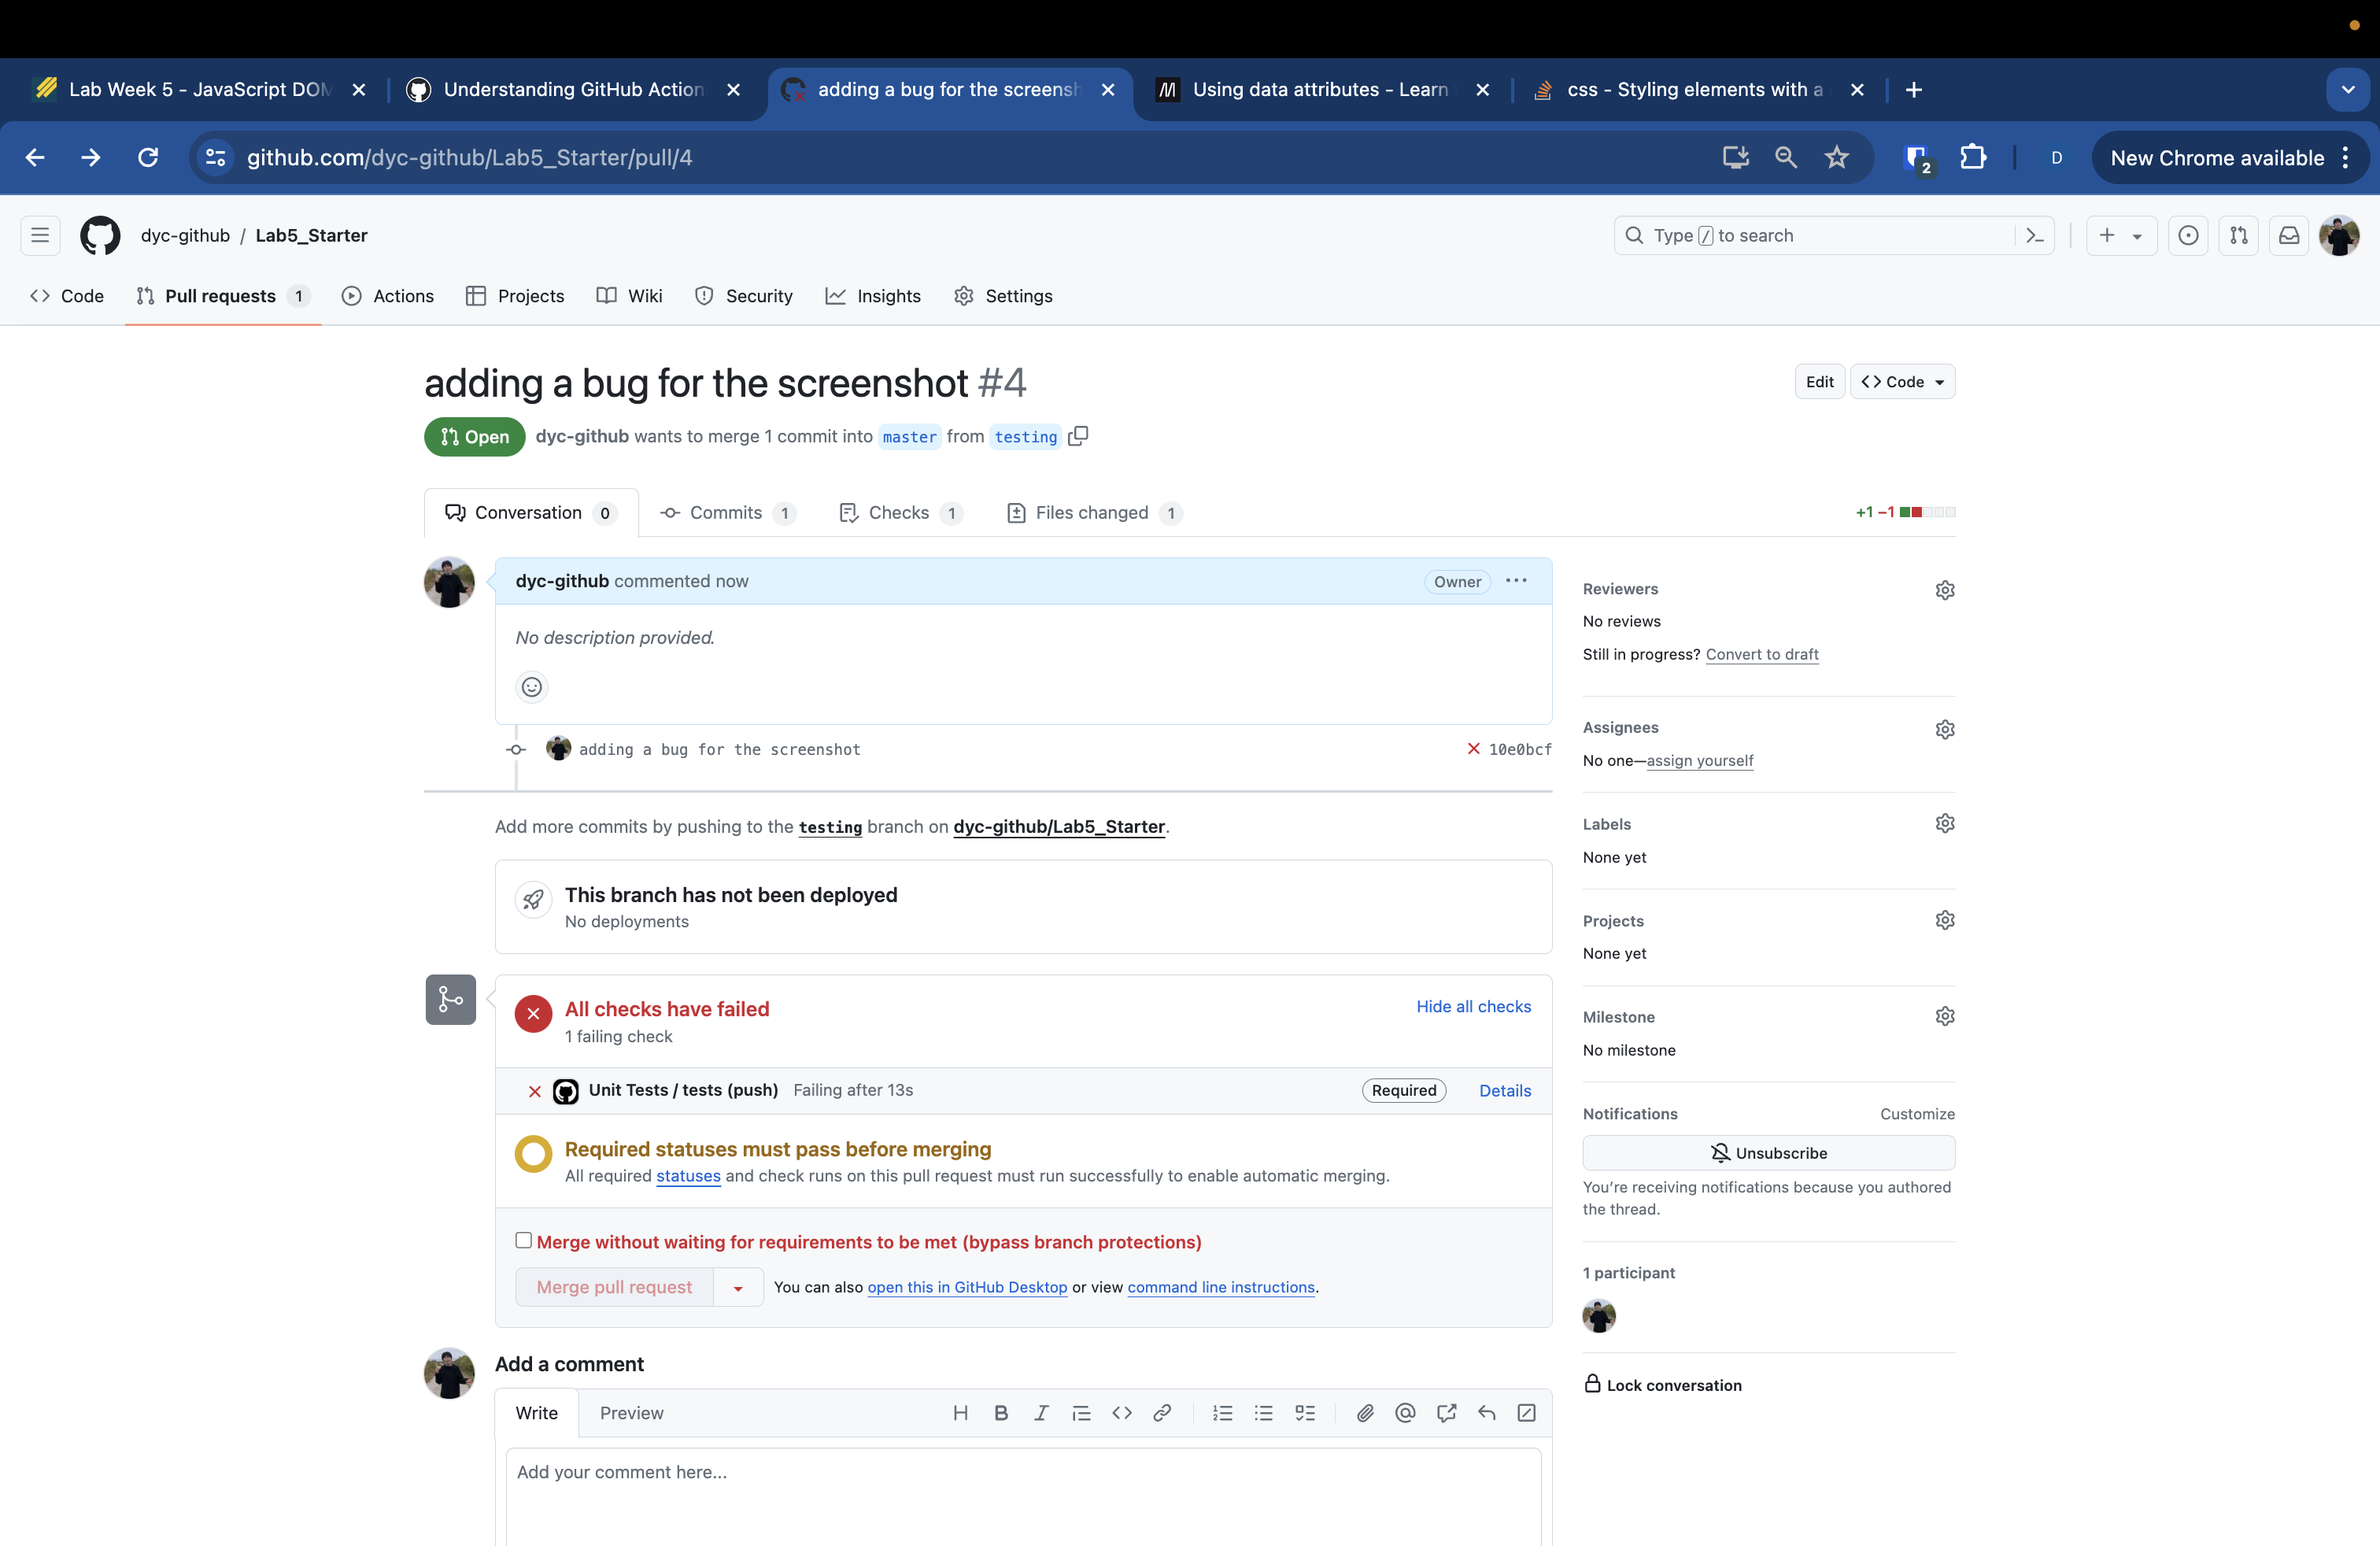 Lab Week 5 - JavaScript DOM
Understanding GitHub Action
adding a bug for the screensh
Using data attributes - Learn
css - Styling elements with a
github.com/dyc-github/Lab5_Starter/pull/4
2
D
New Chrome available
dyc-github / Lab5_Starter
Type / to search
Code
Pull requests 1
Actions
Projects
Wiki
Security
Insights
Settings
adding a bug for the screenshot #4
Edit
Code
Open
dyc-github wants to merge 1 commit into master from testing
Conversation 0
Commits 1
Checks 1
Files changed 1
+1 −1
dyc-github commented now
Owner
No description provided.
adding a bug for the screenshot
10e0bcf
Add more commits by pushing to the testing branch on dyc-github/Lab5_Starter.
This branch has not been deployed
No deployments
All checks have failed
1 failing check
Hide all checks
Unit Tests / tests (push) Failing after 13s
Required
Details
Required statuses must pass before merging
All required statuses and check runs on this pull request must run successfully to enable automatic merging.
Merge without waiting for requirements to be met (bypass branch protections)
Merge pull request
You can also open this in GitHub Desktop or view command line instructions.
Add a comment
Write
Preview
Add your comment here...
Reviewers
No reviews
Still in progress? Convert to draft
Assignees
No one—assign yourself
Labels
None yet
Projects
None yet
Milestone
No milestone
Notifications
Customize
Unsubscribe
You're receiving notifications because you authored
the thread.
1 participant
Lock conversation